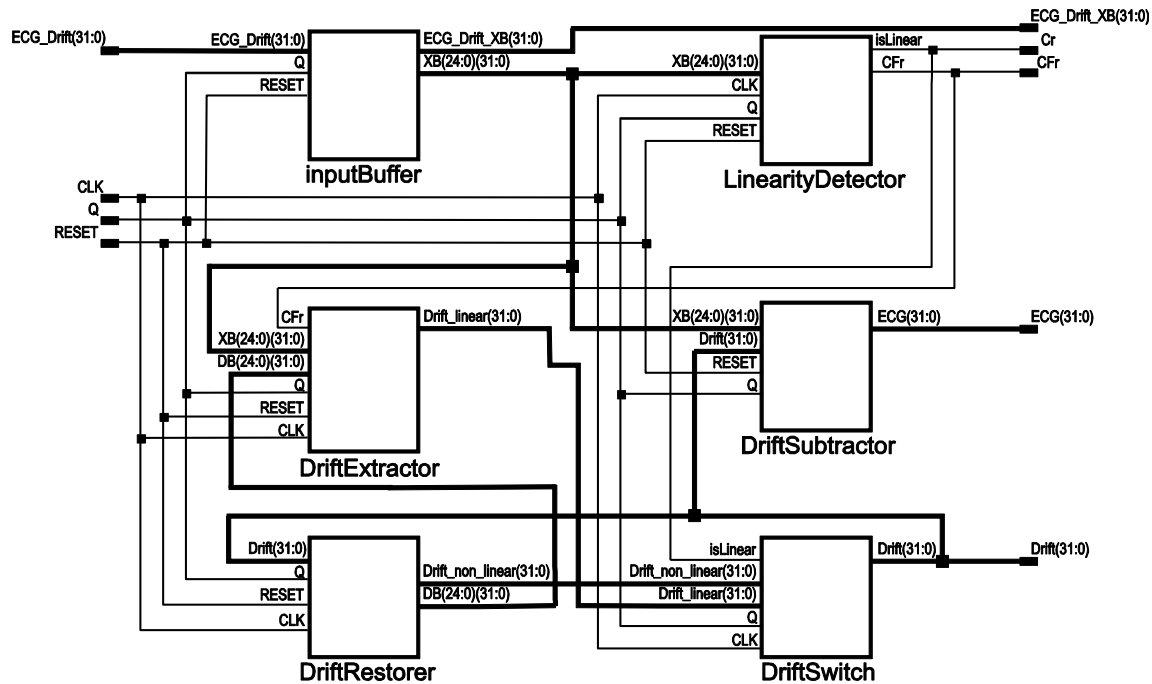 ECG_Drift_XB(31:0)
ECG_Drift(31:0)
ECG_Drift(31:0)
ECG_Drift_XB(31:0)
isLinear
Cr
Q
XB(24:0)(31:0)
XB(24:0)(31:0)
CFr
CFr
RESET
CLK
Q
RESET
inputBuffer
LinearityDetector
CLK
Q
RESET
CFr
Drift_linear(31:0)
XB(24:0)(31:0)
ECG(31:0)
ECG(31:0)
XB(24:0)(31:0)
Drift(31:0)
DB(24:0)(31:0)
RESET
Q
Q
RESET
CLK
DriftExtractor
DriftSubtractor
Drift(31:0)
isLinear
Drift(31:0)
Drift(31:0)
Q
Drift_non_linear(31:0)
Drift_non_linear(31:0)
RESET
DB(24:0)(31:0)
Drift_linear(31:0)
CLK
Q
CLK
DriftRestorer
DriftSwitch